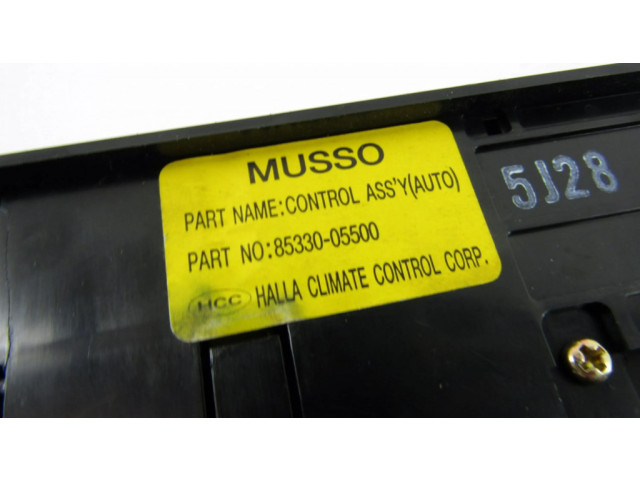 MUSSO
PART NAME:CONTROL ASS'Y(AUTO)
PART NO:85330-05500
HCC HALLA CLIMATE CONTROL CORP.
5J28